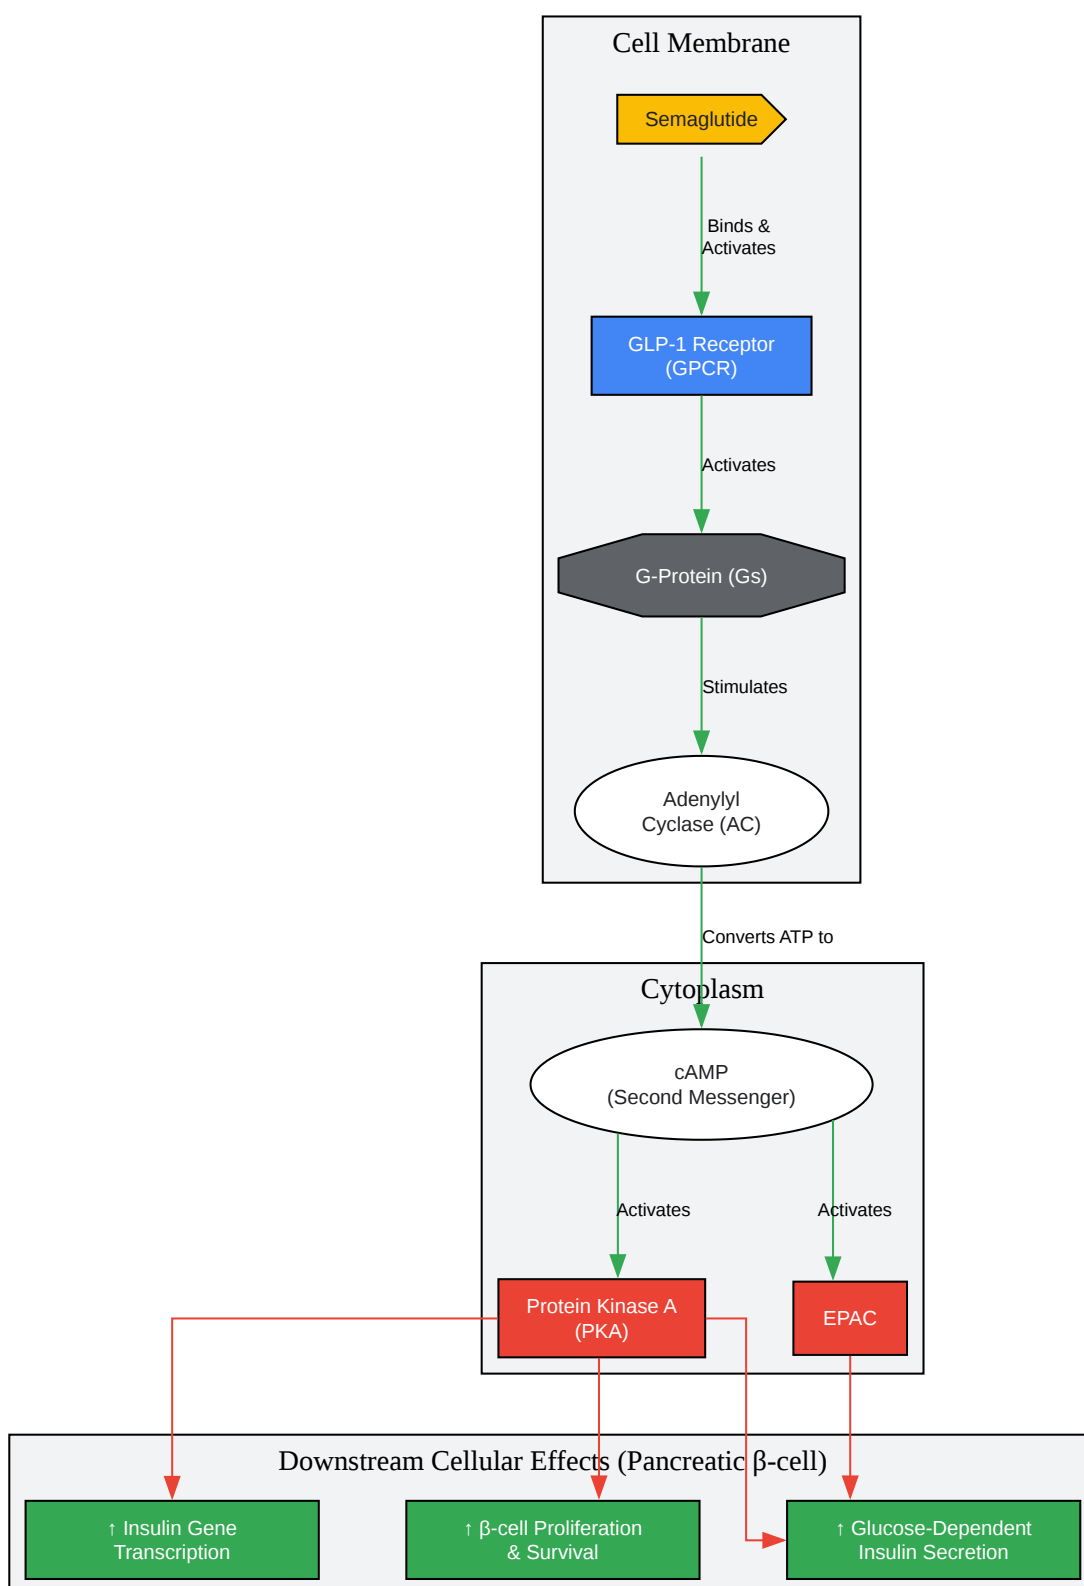 Cell Membrane
Semaglutide
Binds &
Activates
GLP-1 Receptor
(GPCR)
Activates
G-Protein (Gs)
Stimulates
Adenylyl
Cyclase (AC)
Converts ATP to
Cytoplasm
cAMP
(Second Messenger)
Activates
Activates
Protein Kinase A
(PKA)
EPAC
Downstream Cellular Effects (Pancreatic β-cell)
↑ Insulin Gene
Transcription
↑ β-cell Proliferation
& Survival
↑ Glucose-Dependent
Insulin Secretion